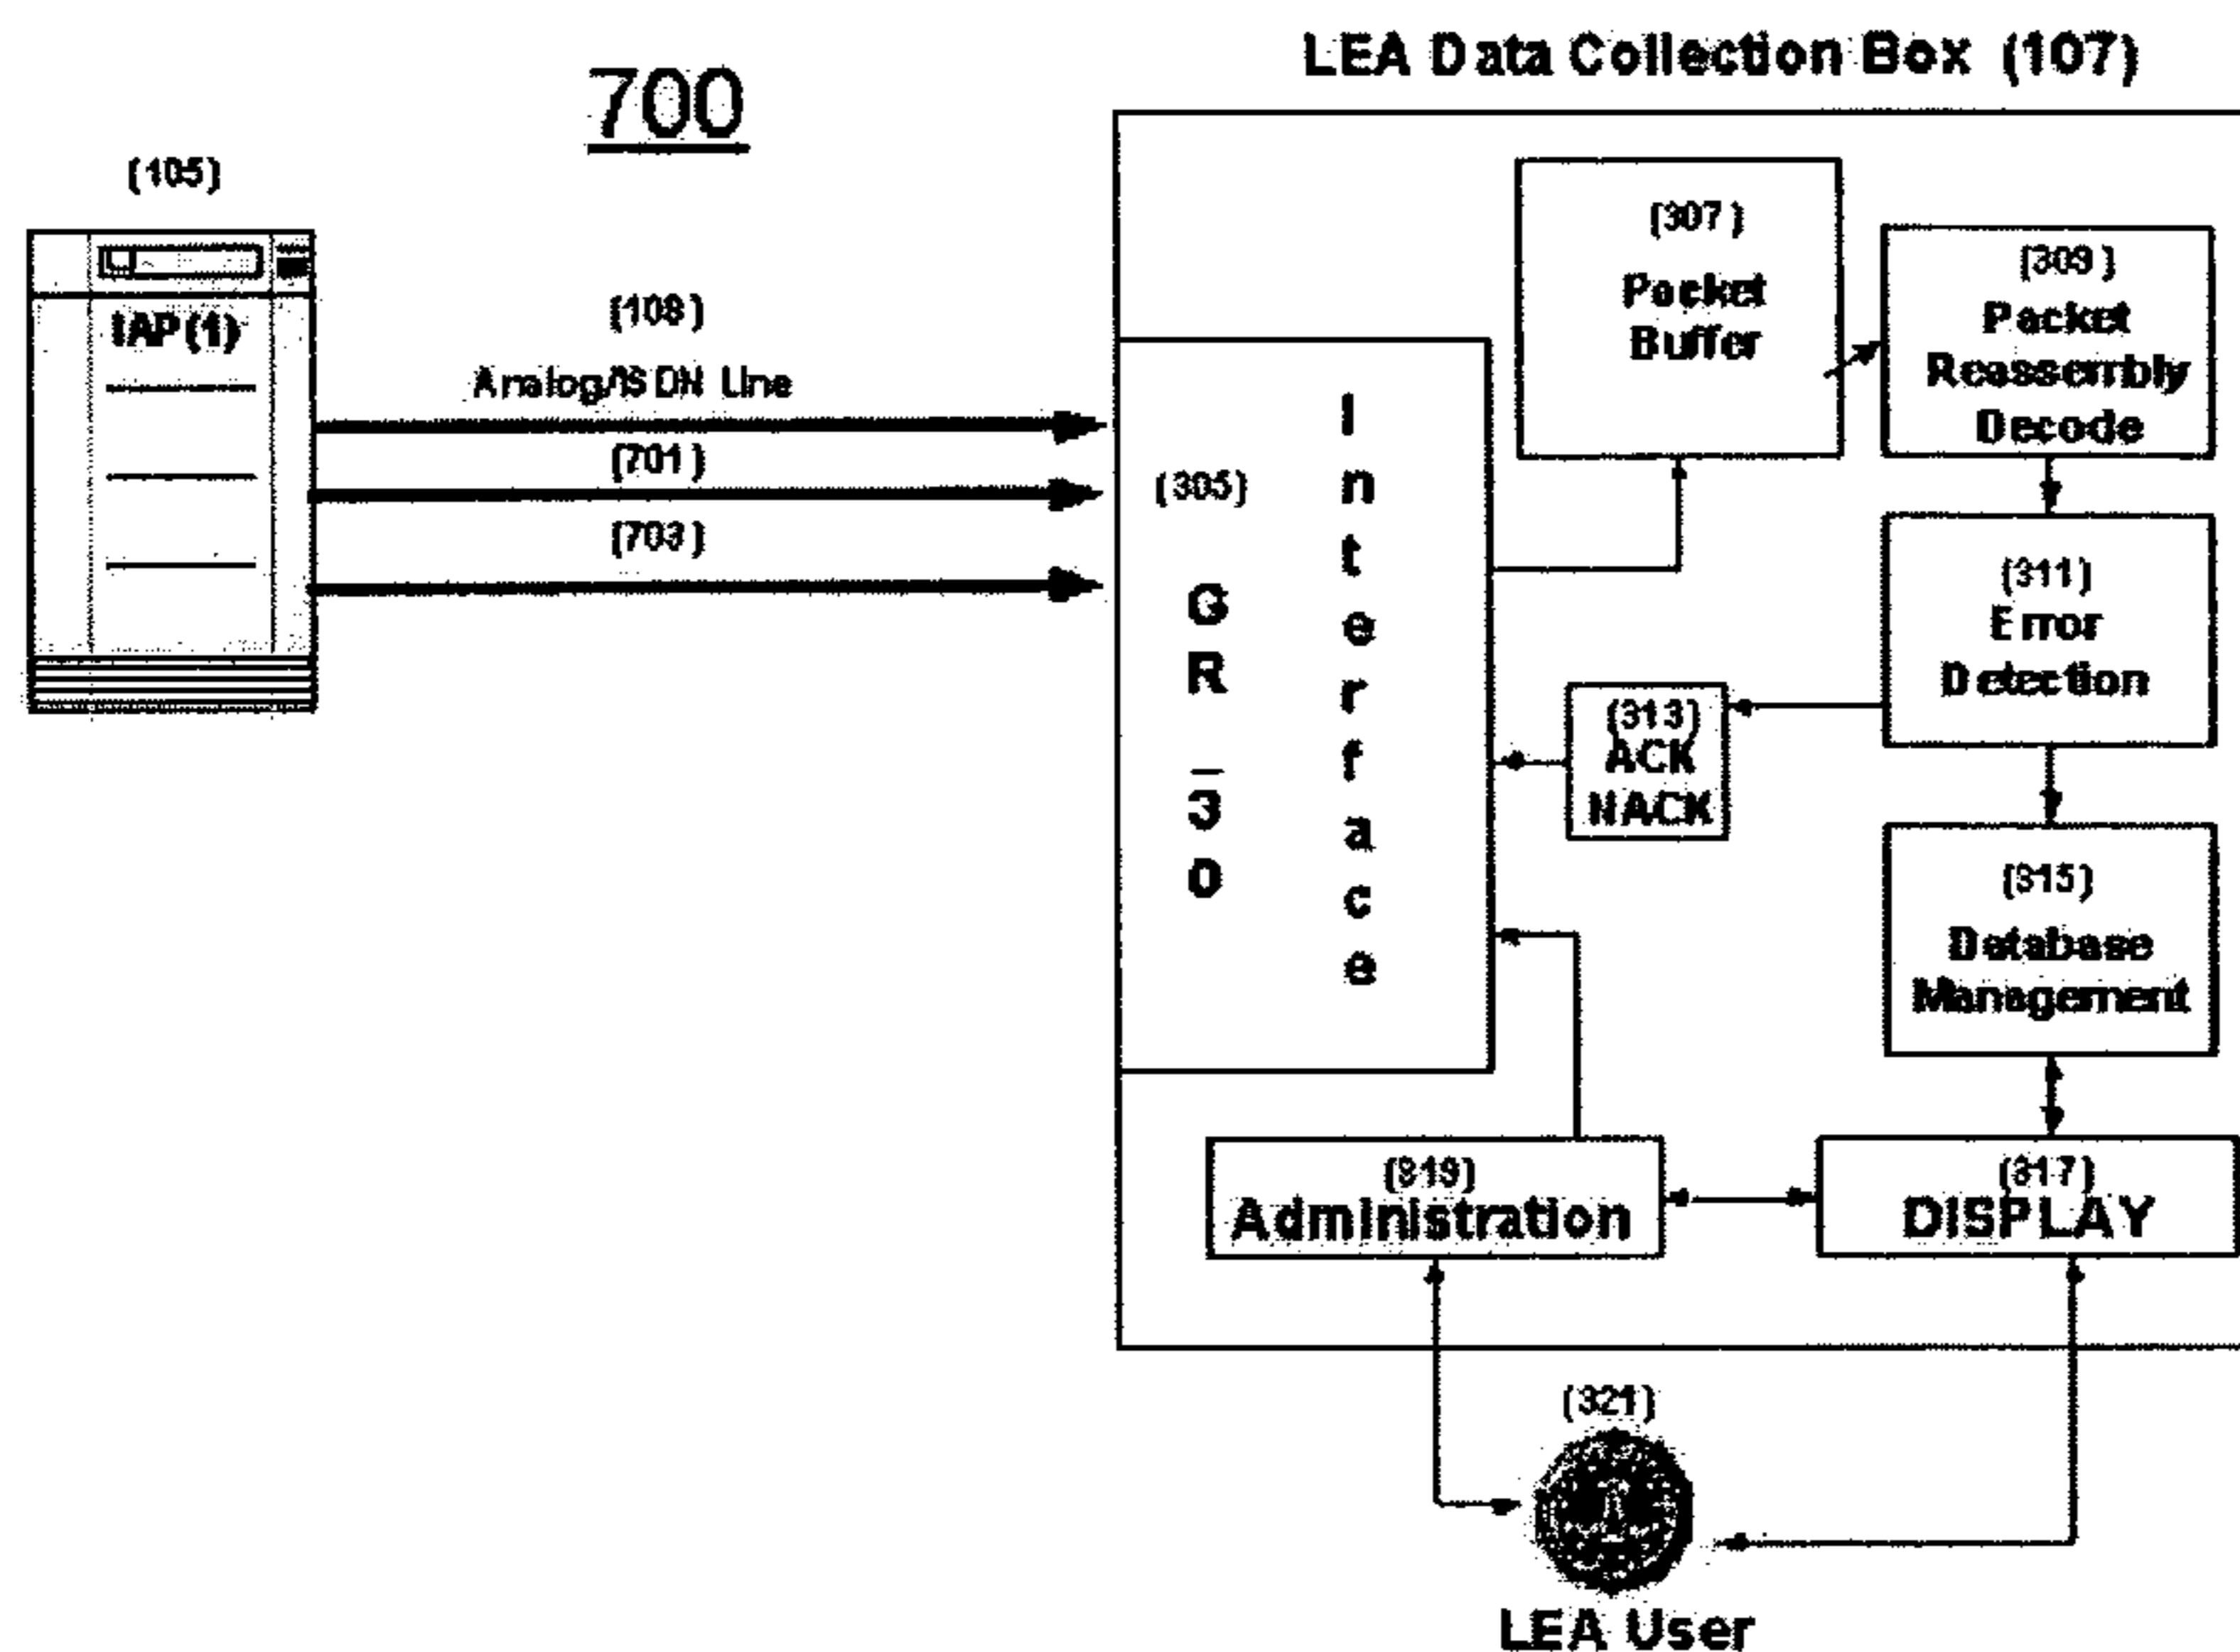 LEA Data Collection Box (107)
700
(105)
IAP(1)
(109)
Analog/ISDN Line
(701)
(703)
(305)
GR_30
Interface
(307)
Packet
Buffer
(309)
Packet
Reassembly
Decode
(311)
Error
Detection
(313)
ACK
NACK
(315)
Database
Management
(319)
Administration
(317)
DISPLAY
(321)
LEA User